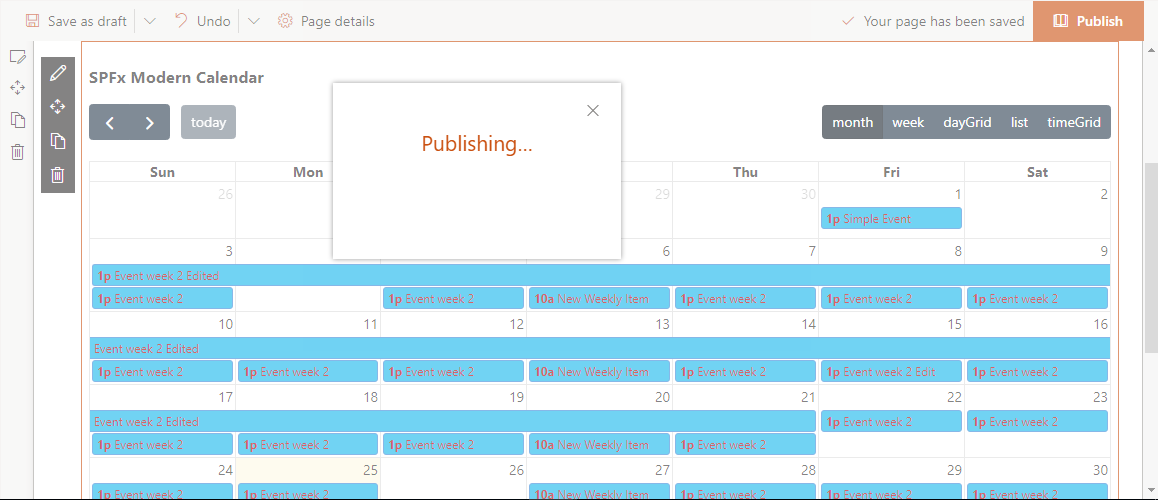 Save as draft Undo Page details Your page has been saved Publish
SPFx Modern Calendar
Publishing...
today month week dayGrid list timeGrid
Sun Mon Thu Fri Sat
26 29 30 1 2
1p Simple Event
3 6 7 8 9
1p Event week 2 Edited
1p Event week 2 1p Event week 2 10a New Weekly Item 1p Event week 2 1p Event week 2 1p Event week 2
10 11 12 13 14 15 16
Event week 2 Edited
1p Event week 2 1p Event week 2 1p Event week 2 10a New Weekly Item 1p Event week 2 1p Event week 2 Edit 1p Event week 2
17 18 19 20 21 22 23
Event week 2 Edited 1p Event week 2 1p Event week 2
1p Event week 2 1p Event week 2 1p Event week 2 10a New Weekly Item 1p Event week 2
24 25 26 27 28 29 30
1p Event week 2 1p Event week 2 10a New Weekly Item 1p Event week 2 1p Event week 2 1p Event week 2